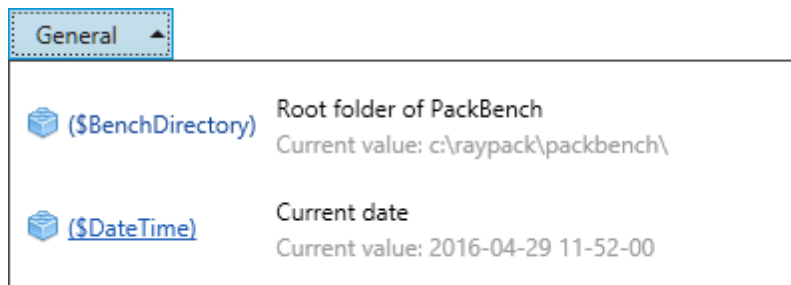 General
($BenchDirectory)
Root folder of PackBench
Current value: c:\raypack\packbench\
($DateTime)
Current date
Current value: 2016-04-29 11-52-00